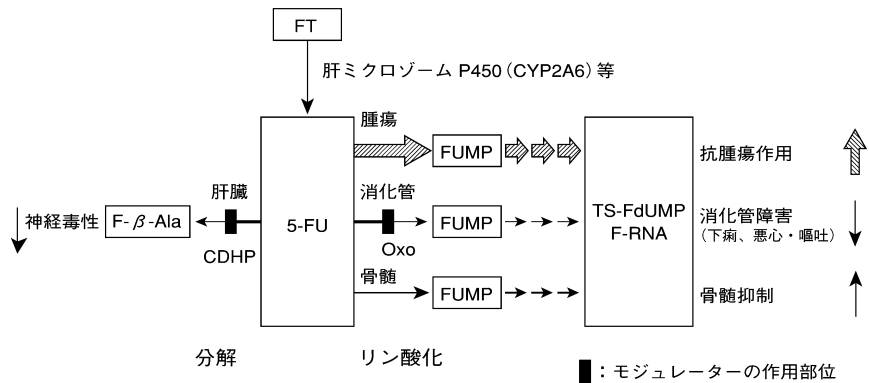 FT
肝ミクロゾーム P450(CYP2A6)等
腫瘍
FUMP
抗腫瘍作用
肝臓
消化管
神経毒性
F-β-Ala
5-FU
FUMP
TS-FdUMP
F-RNA
消化管障害
(下痢、悪心・嘔吐)
CDHP
Oxo
骨髄
FUMP
骨髄抑制
分解
リン酸化
:モジュレーターの作用部位